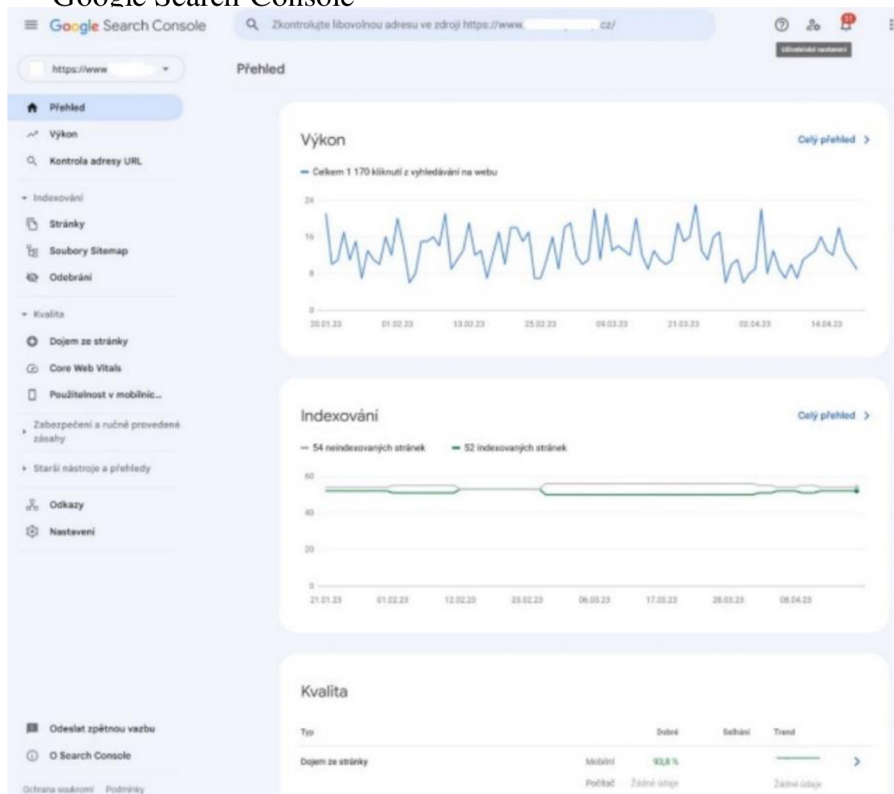 Google Search Console
Google Search Console
Zkontrolujte libovolnou adresu ve zdroji https://www. cz/
Uživatelské nastavení
https://www
Přehled
Přehled
Výkon
Kontrola adresy URL
Indexování
Stránky
Soubory Sitemap
Odebrání
Kvalita
Dojem ze stránky
Core Web Vitals
Použitelnost v mobilníc...
Zabezpečení a ručně provedené
zásahy
Starší nástroje a přehledy
Odkazy
Nastavení
Odeslat zpětnou vazbu
O Search Console
Ochrana soukromí Podmínky
Výkon
Celý přehled
Celkem 1 170 kliknutí z vyhledávání na webu
24
16
8
0
20.01.23 01.02.23 13.02.23 25.02.23 09.03.23 21.03.23 02.04.23 14.04.23
Indexování
Celý přehled
54 neindexovaných stránek 52 indexovaných stránek
60
40
20
0
21.01.23 01.02.23 12.02.23 23.02.23 06.03.23 17.03.23 28.03.23 08.04.23
Kvalita
Typ Dobré Selhání Trend
Dojem ze stránky Mobilní 93,8 %
Počítač Žádné údaje Žádné údaje